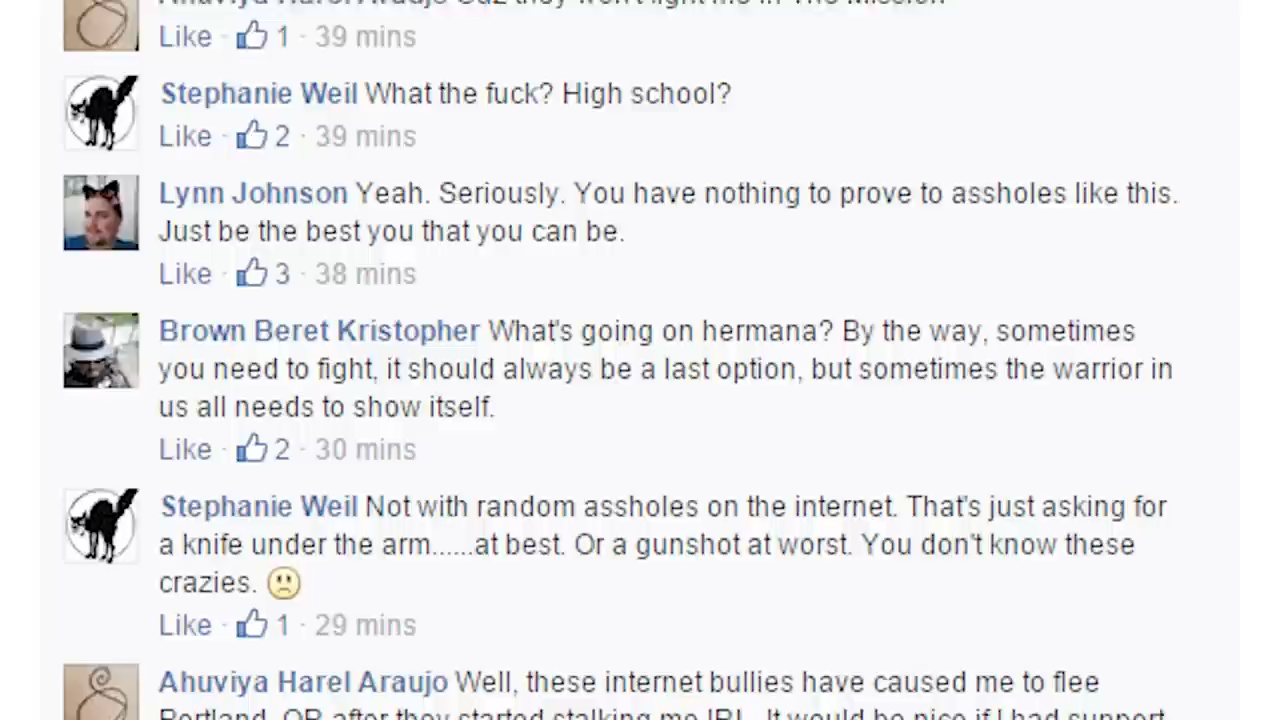 Ahuviya Harel Araujo Cuz they won't fight me in The Mission
Like · 1 · 39 mins
Stephanie Weil What the fuck? High school?
Like · 2 · 39 mins
Lynn Johnson Yeah. Seriously. You have nothing to prove to assholes like this.
Just be the best you that you can be.
Like · 3 · 38 mins
Brown Beret Kristopher What's going on hermana? By the way, sometimes
you need to fight, it should always be a last option, but sometimes the warrior in
us all needs to show itself.
Like · 2 · 30 mins
Stephanie Weil Not with random assholes on the internet. That's just asking for
a knife under the arm......at best. Or a gunshot at worst. You don't know these
crazies.
Like · 1 · 29 mins
Ahuviya Harel Araujo Well, these internet bullies have caused me to flee
Portland, OR after they started stalking me IRL. It would be nice if I had support